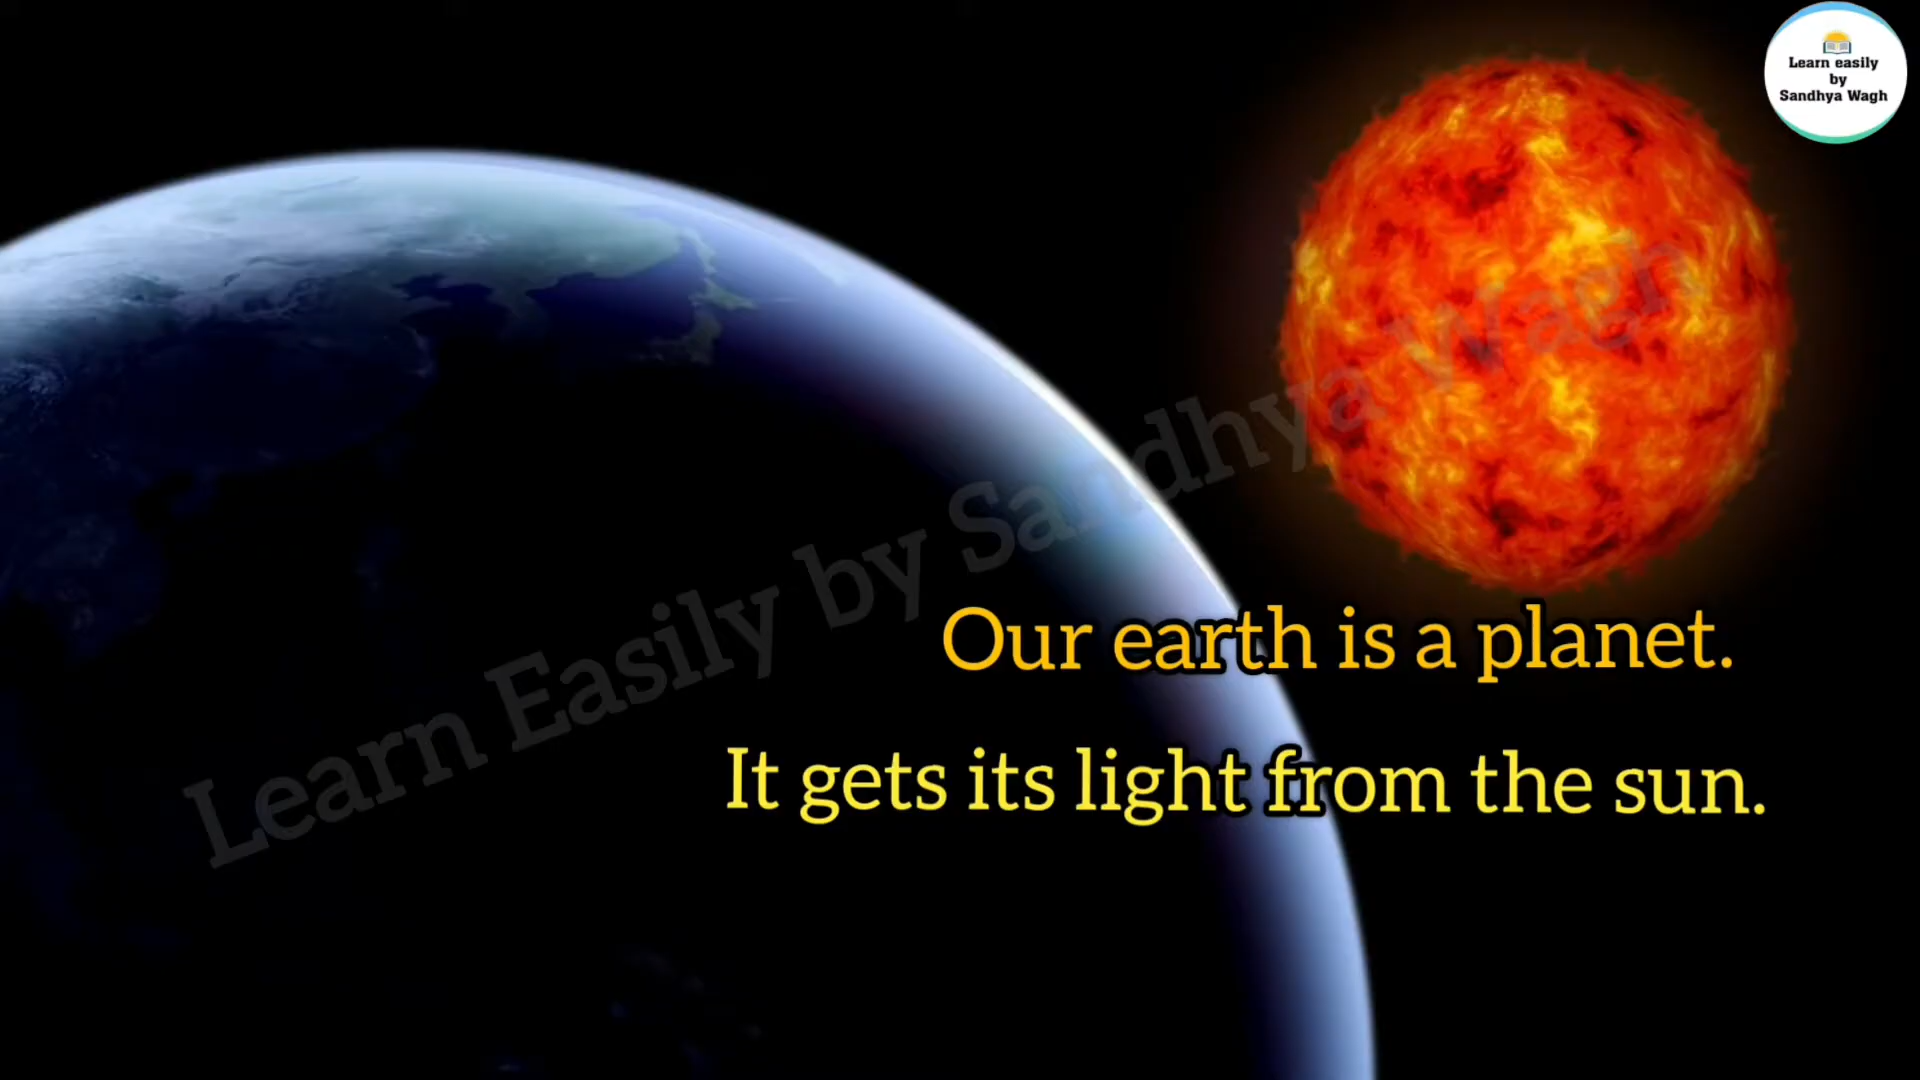 Learn easily
by
Sandhya Wagh
Learn Easily by Sandhya Wagh
Our earth is a planet.
It gets its light from the sun.